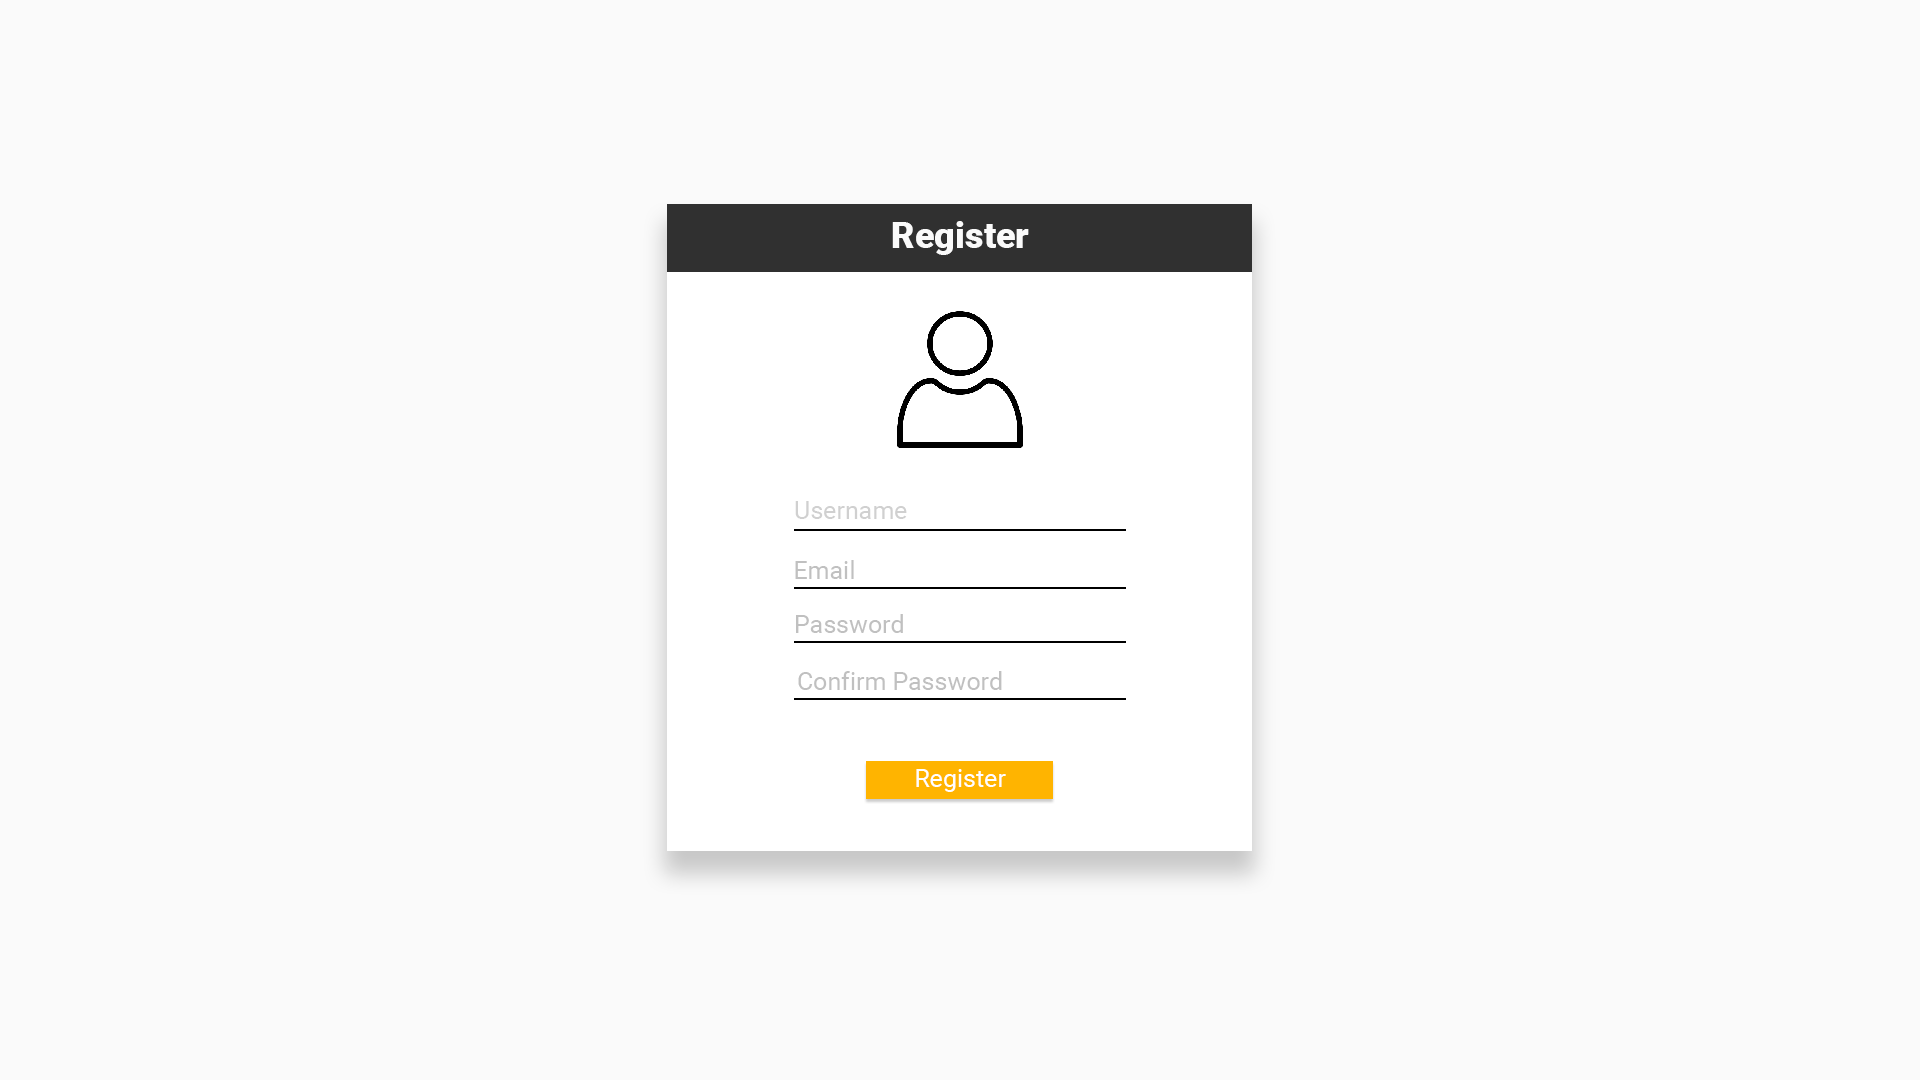 Register
Username
Email
Password
Confirm Password
Register